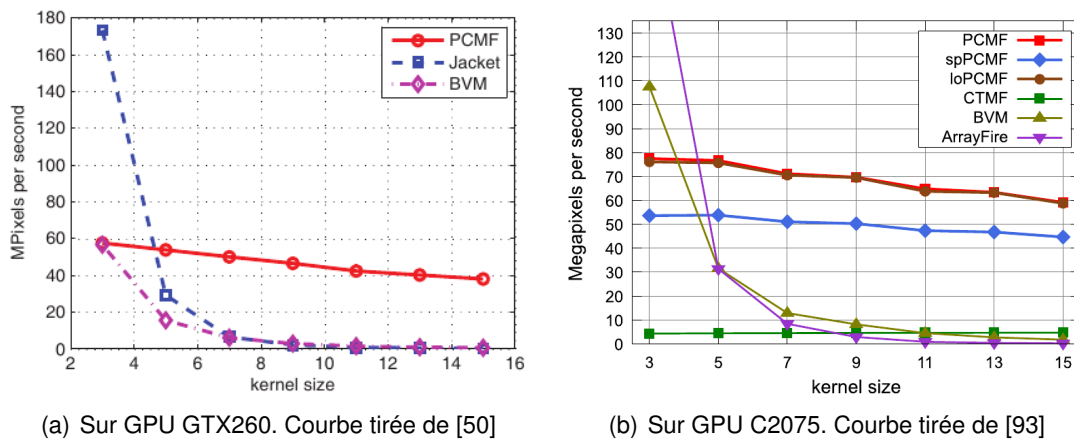 180
160
140
120
100
80
60
40
20
0
MPixels per second
2 4 6 8 10 12 14 16
kernel size
PCMF
Jacket
BVM
(a) Sur GPU GTX260. Courbe tirée de [50]
130
120
110
100
90
80
70
60
50
40
30
20
10
0
Megapixels per second
3 5 7 9 11 13 15
kernel size
PCMF
spPCMF
loPCMF
CTMF
BVM
ArrayFire
(b) Sur GPU C2075. Courbe tirée de [93]